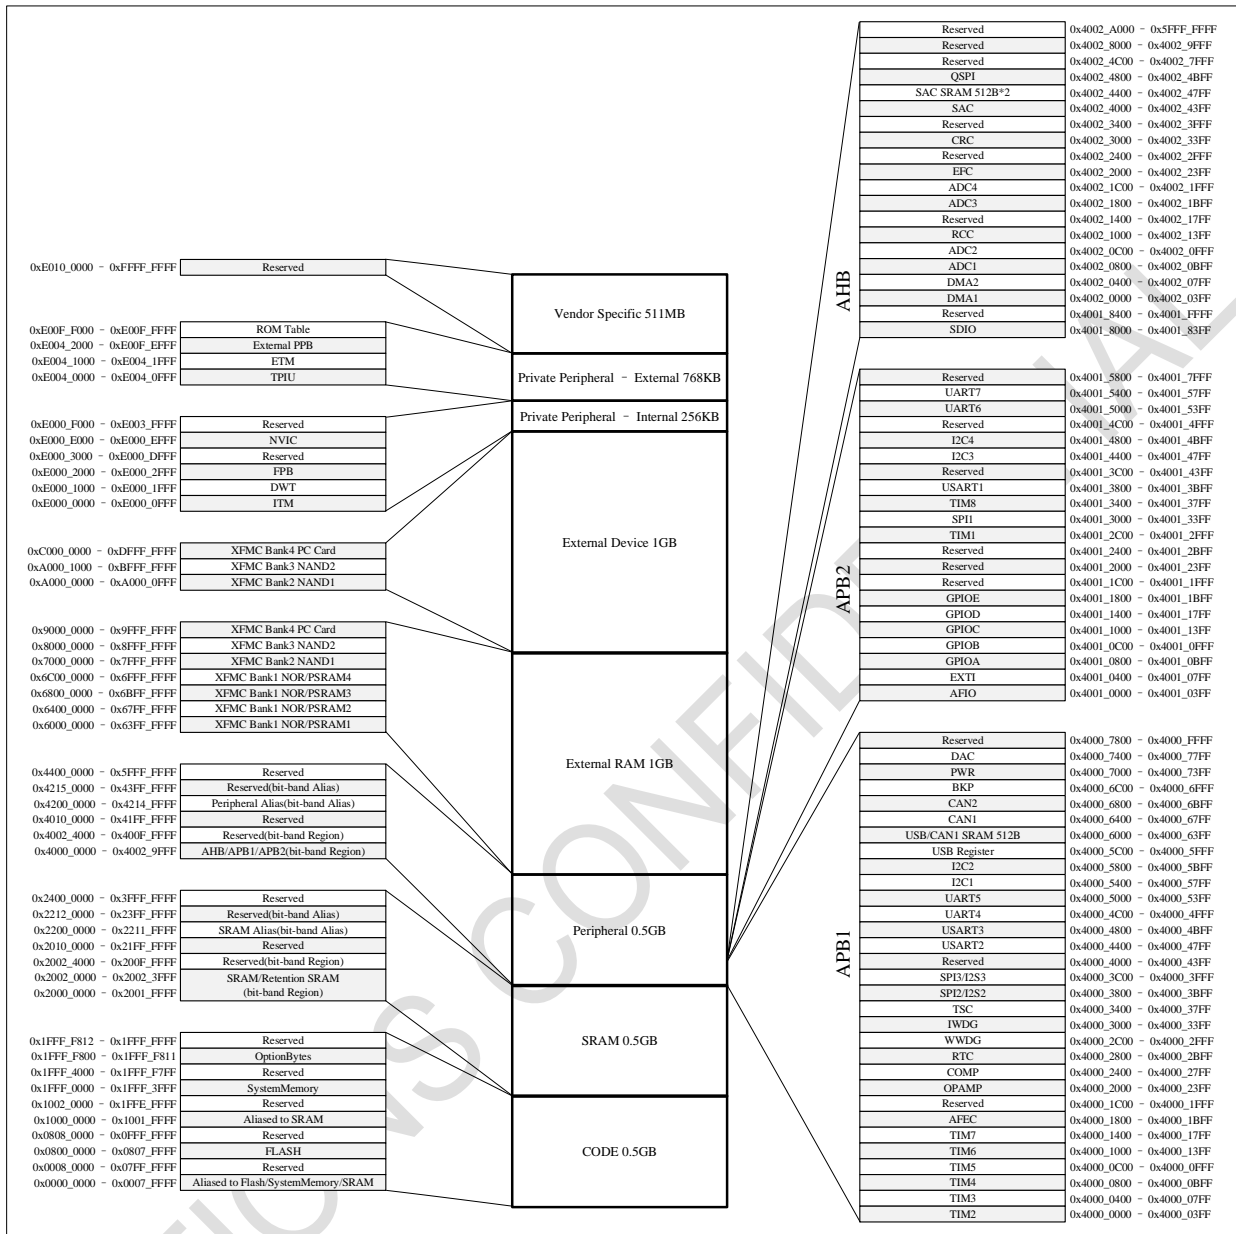 0xE010_0000 - 0xFFFF_FFFF Reserved
0xE00F_F000 - 0xE00F_FFFF ROM Table
0xE004_2000 - 0xE00F_EFFF External PPB
0xE004_1000 - 0xE004_1FFF ETM
0xE004_0000 - 0xE004_0FFF TPIU
0xE000_F000 - 0xE003_FFFF Reserved
0xE000_E000 - 0xE000_EFFF NVIC
0xE000_3000 - 0xE000_DFFF Reserved
0xE000_2000 - 0xE000_2FFF FPB
0xE000_1000 - 0xE000_1FFF DWT
0xE000_0000 - 0xE000_0FFF ITM
0xC000_0000 - 0xDFFF_FFFF XFMC Bank4 PC Card
0xA000_1000 - 0xBFFF_FFFF XFMC Bank3 NAND2
0xA000_0000 - 0xA000_0FFF XFMC Bank2 NAND1
0x9000_0000 - 0x9FFF_FFFF XFMC Bank4 PC Card
0x8000_0000 - 0x8FFF_FFFF XFMC Bank3 NAND2
0x7000_0000 - 0x7FFF_FFFF XFMC Bank2 NAND1
0x6C00_0000 - 0x6FFF_FFFF XFMC Bank1 NOR/PSRAM4
0x6800_0000 - 0x6BFF_FFFF XFMC Bank1 NOR/PSRAM3
0x6400_0000 - 0x67FF_FFFF XFMC Bank1 NOR/PSRAM2
0x6000_0000 - 0x63FF_FFFF XFMC Bank1 NOR/PSRAM1
0x4400_0000 - 0x5FFF_FFFF Reserved
0x4215_0000 - 0x43FF_FFFF Reserved(bit-band Alias)
0x4200_0000 - 0x4214_FFFF Peripheral Alias(bit-band Alias)
0x4010_0000 - 0x41FF_FFFF Reserved
0x4002_4000 - 0x400F_FFFF Reserved(bit-band Region)
0x4000_0000 - 0x4002_9FFF AHB/APB1/APB2(bit-band Region)
0x2400_0000 - 0x3FFF_FFFF Reserved
0x2212_0000 - 0x23FF_FFFF Reserved(bit-band Alias)
0x2200_0000 - 0x2211_FFFF SRAM Alias(bit-band Alias)
0x2010_0000 - 0x21FF_FFFF Reserved
0x2002_4000 - 0x200F_FFFF Reserved(bit-band Region)
0x2002_0000 - 0x2002_3FFF SRAM/Retention SRAM
0x2000_0000 - 0x2001_FFFF (bit-band Region)
0x1FFF_F812 - 0x1FFF_FFFF Reserved
0x1FFF_F800 - 0x1FFF_F811 OptionBytes
0x1FFF_4000 - 0x1FFF_F7FF Reserved
0x1FFF_0000 - 0x1FFF_3FFF SystemMemory
0x1002_0000 - 0x1FFE_FFFF Reserved
0x1000_0000 - 0x1001_FFFF Aliased to SRAM
0x0808_0000 - 0x0FFF_FFFF Reserved
0x0800_0000 - 0x0807_FFFF FLASH
0x0008_0000 - 0x07FF_FFFF Reserved
0x0000_0000 - 0x0007_FFFF Aliased to Flash/SystemMemory/SRAM
Vendor Specific 511MB
Private Peripheral - External 768KB
Private Peripheral - Internal 256KB
External Device 1GB
External RAM 1GB
Peripheral 0.5GB
SRAM 0.5GB
CODE 0.5GB
AHB
Reserved 0x4002_A000 - 0x5FFF_FFFF
Reserved 0x4002_8000 - 0x4002_9FFF
Reserved 0x4002_4C00 - 0x4002_7FFF
QSPI 0x4002_4800 - 0x4002_4BFF
SAC SRAM 512B*2 0x4002_4400 - 0x4002_47FF
SAC 0x4002_4000 - 0x4002_43FF
Reserved 0x4002_3400 - 0x4002_3FFF
CRC 0x4002_3000 - 0x4002_33FF
Reserved 0x4002_2400 - 0x4002_2FFF
EFC 0x4002_2000 - 0x4002_23FF
ADC4 0x4002_1C00 - 0x4002_1FFF
ADC3 0x4002_1800 - 0x4002_1BFF
Reserved 0x4002_1400 - 0x4002_17FF
RCC 0x4002_1000 - 0x4002_13FF
ADC2 0x4002_0C00 - 0x4002_0FFF
ADC1 0x4002_0800 - 0x4002_0BFF
DMA2 0x4002_0400 - 0x4002_07FF
DMA1 0x4002_0000 - 0x4002_03FF
Reserved 0x4001_8400 - 0x4001_FFFF
SDIO 0x4001_8000 - 0x4001_83FF
APB2
Reserved 0x4001_5800 - 0x4001_7FFF
UART7 0x4001_5400 - 0x4001_57FF
UART6 0x4001_5000 - 0x4001_53FF
Reserved 0x4001_4C00 - 0x4001_4FFF
I2C4 0x4001_4800 - 0x4001_4BFF
I2C3 0x4001_4400 - 0x4001_47FF
Reserved 0x4001_3C00 - 0x4001_43FF
USART1 0x4001_3800 - 0x4001_3BFF
TIM8 0x4001_3400 - 0x4001_37FF
SPI1 0x4001_3000 - 0x4001_33FF
TIM1 0x4001_2C00 - 0x4001_2FFF
Reserved 0x4001_2400 - 0x4001_2BFF
Reserved 0x4001_2000 - 0x4001_23FF
Reserved 0x4001_1C00 - 0x4001_1FFF
GPIOE 0x4001_1800 - 0x4001_1BFF
GPIOD 0x4001_1400 - 0x4001_17FF
GPIOC 0x4001_1000 - 0x4001_13FF
GPIOB 0x4001_0C00 - 0x4001_0FFF
GPIOA 0x4001_0800 - 0x4001_0BFF
EXTI 0x4001_0400 - 0x4001_07FF
AFIO 0x4001_0000 - 0x4001_03FF
APB1
Reserved 0x4000_7800 - 0x4000_FFFF
DAC 0x4000_7400 - 0x4000_77FF
PWR 0x4000_7000 - 0x4000_73FF
BKP 0x4000_6C00 - 0x4000_6FFF
CAN2 0x4000_6800 - 0x4000_6BFF
CAN1 0x4000_6400 - 0x4000_67FF
USB/CAN1 SRAM 512B 0x4000_6000 - 0x4000_63FF
USB Register 0x4000_5C00 - 0x4000_5FFF
I2C2 0x4000_5800 - 0x4000_5BFF
I2C1 0x4000_5400 - 0x4000_57FF
UART5 0x4000_5000 - 0x4000_53FF
UART4 0x4000_4C00 - 0x4000_4FFF
USART3 0x4000_4800 - 0x4000_4BFF
USART2 0x4000_4400 - 0x4000_47FF
Reserved 0x4000_4000 - 0x4000_43FF
SPI3/I2S3 0x4000_3C00 - 0x4000_3FFF
SPI2/I2S2 0x4000_3800 - 0x4000_3BFF
TSC 0x4000_3400 - 0x4000_37FF
IWDG 0x4000_3000 - 0x4000_33FF
WWDG 0x4000_2C00 - 0x4000_2FFF
RTC 0x4000_2800 - 0x4000_2BFF
COMP 0x4000_2400 - 0x4000_27FF
OPAMP 0x4000_2000 - 0x4000_23FF
Reserved 0x4000_1C00 - 0x4000_1FFF
AFEC 0x4000_1800 - 0x4000_1BFF
TIM7 0x4000_1400 - 0x4000_17FF
TIM6 0x4000_1000 - 0x4000_13FF
TIM5 0x4000_0C00 - 0x4000_0FFF
TIM4 0x4000_0800 - 0x4000_0BFF
TIM3 0x4000_0400 - 0x4000_07FF
TIM2 0x4000_0000 - 0x4000_03FF